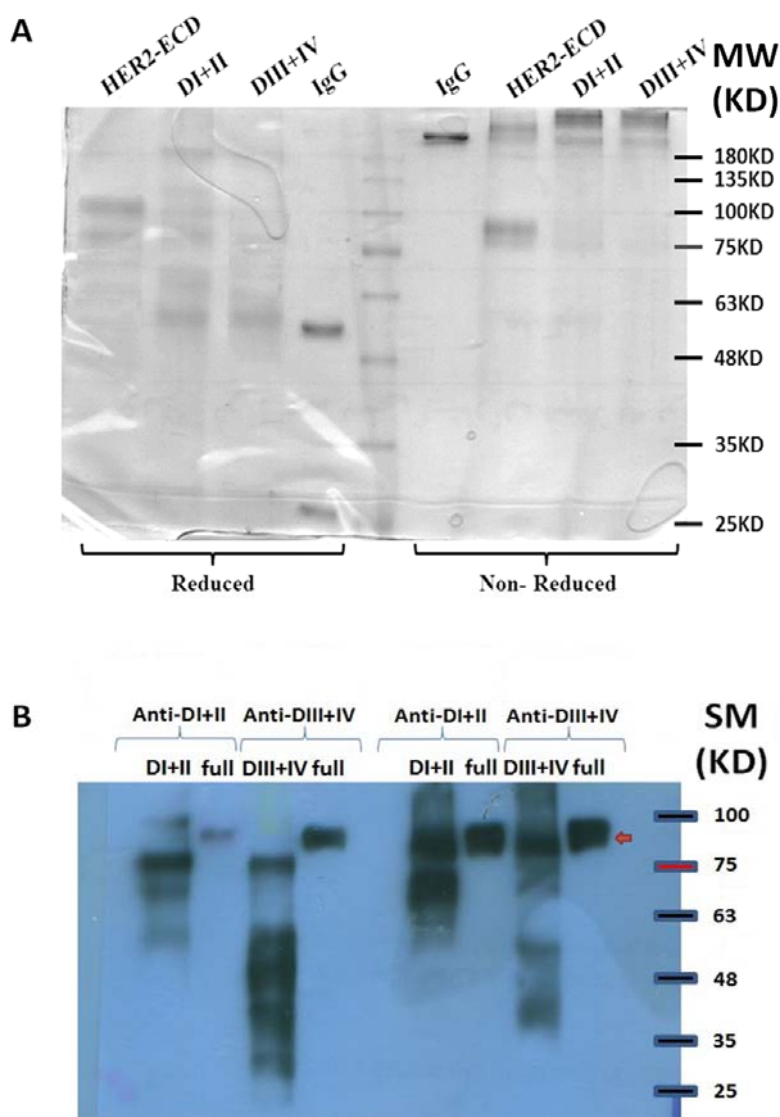 A
HER2-ECD DI+II DIII+IV IgG IgG HER2-ECD DI+II DIII+IV MW
(KD)
180KD
135KD
100KD
75KD
63KD
48KD
35KD
25KD
Reduced Non- Reduced
B
Anti-DI+II Anti-DIII+IV Anti-DI+II Anti-DIII+IV SM
DI+II full DIII+IV full DI+II full DIII+IV full (KD)
100
75
63
48
35
25